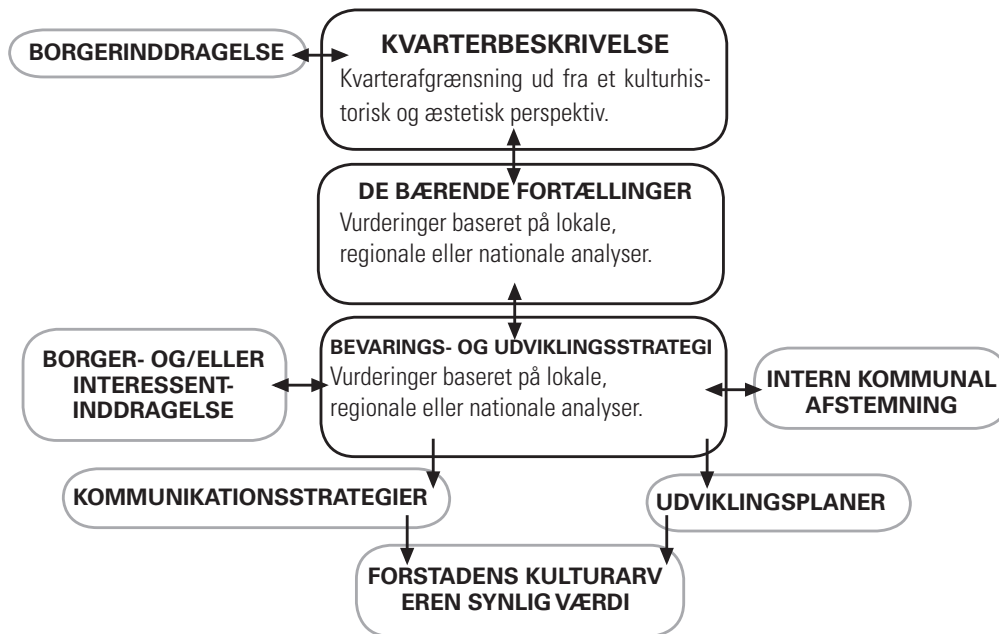 BORGERINDDRAGELSE
KVARTERBESKRIVELSE
Kvarterafgrænsning ud fra et kulturhis-
torisk og æstetisk perspektiv.
DE BÆRENDE FORTÆLLINGER
Vurderinger baseret på lokale,
regionale eller nationale analyser.
BORGER- OG/ELLER
INTERESSENT-
INDDRAGELSE
BEVARINGS- OG UDVIKLINGSSTRATEGI
Vurderinger baseret på lokale,
regionale eller nationale analyser.
INTERN KOMMUNAL
AFSTEMNING
KOMMUNIKATIONSSTRATEGIER
UDVIKLINGSPLANER
FORSTADENS KULTURARV
EREN SYNLIG VÆRDI